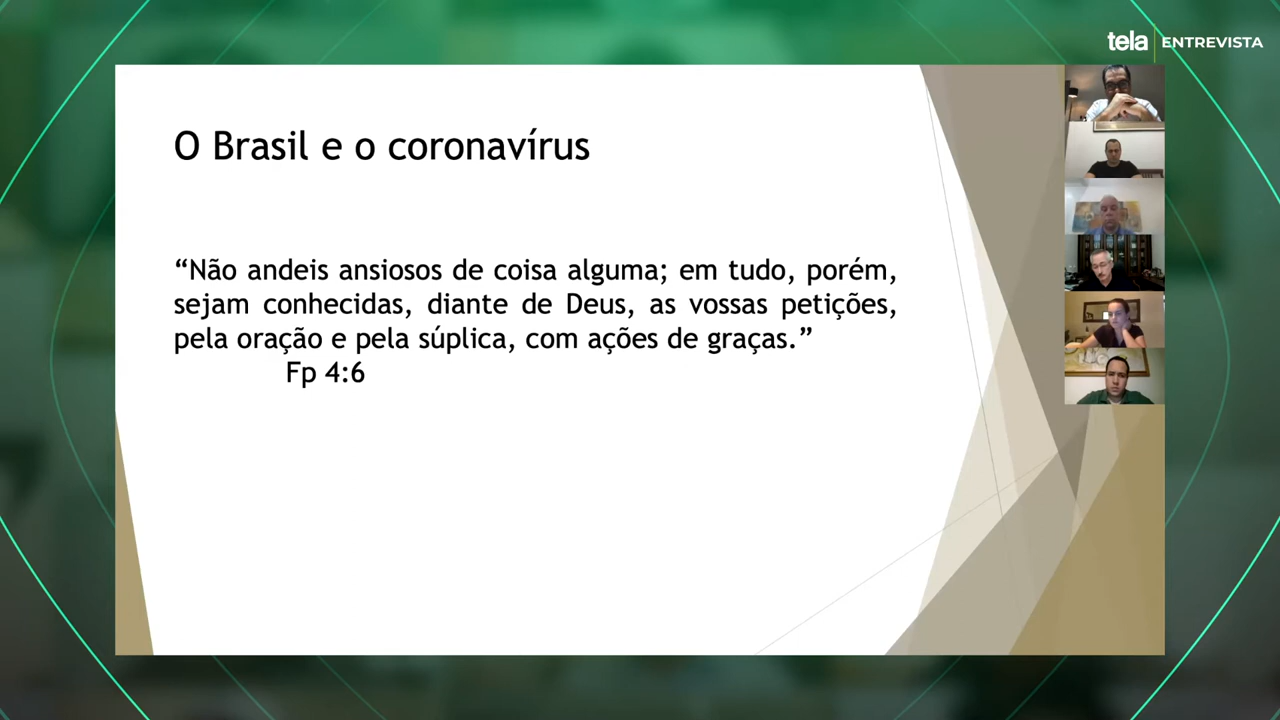 tela ENTREVISTA
O Brasil e o coronavírus
“Não andeis ansiosos de coisa alguma; em tudo, porém,
sejam conhecidas, diante de Deus, as vossas petições,
pela oração e pela súplica, com ações de graças.”
Fp 4:6